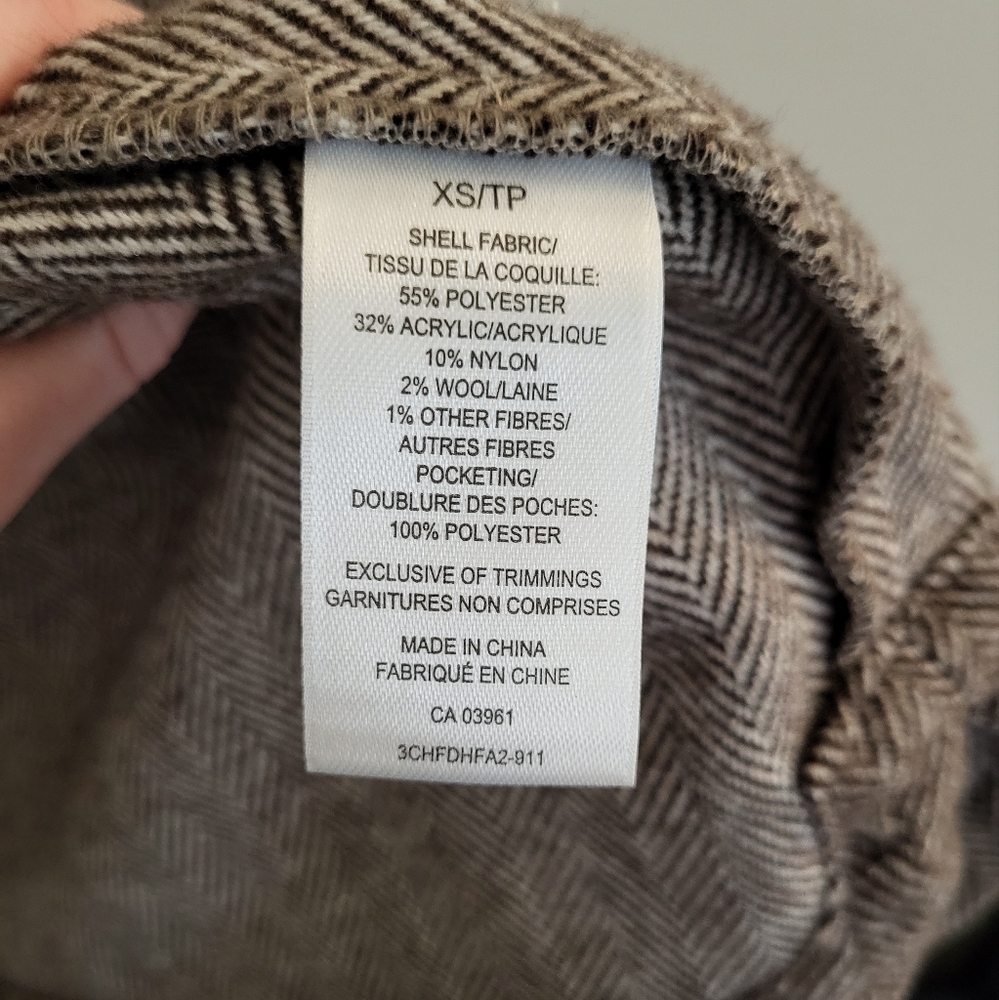 XS/TP
SHELL FABRIC/
TISSU DE LA COQUILLE:
55% POLYESTER
32% ACRYLIC/ACRYLIQUE
10% NYLON
2% WOOL/LAINE
1% OTHER FIBRES/
AUTRES FIBRES
POCKETING/
DOUBLURE DES POCHES:
100% POLYESTER
EXCLUSIVE OF TRIMMINGS
GARNITURES NON COMPRISES
MADE IN CHINA
FABRIQUÉ EN CHINE
CA 03961
3CHFDHFA2-911